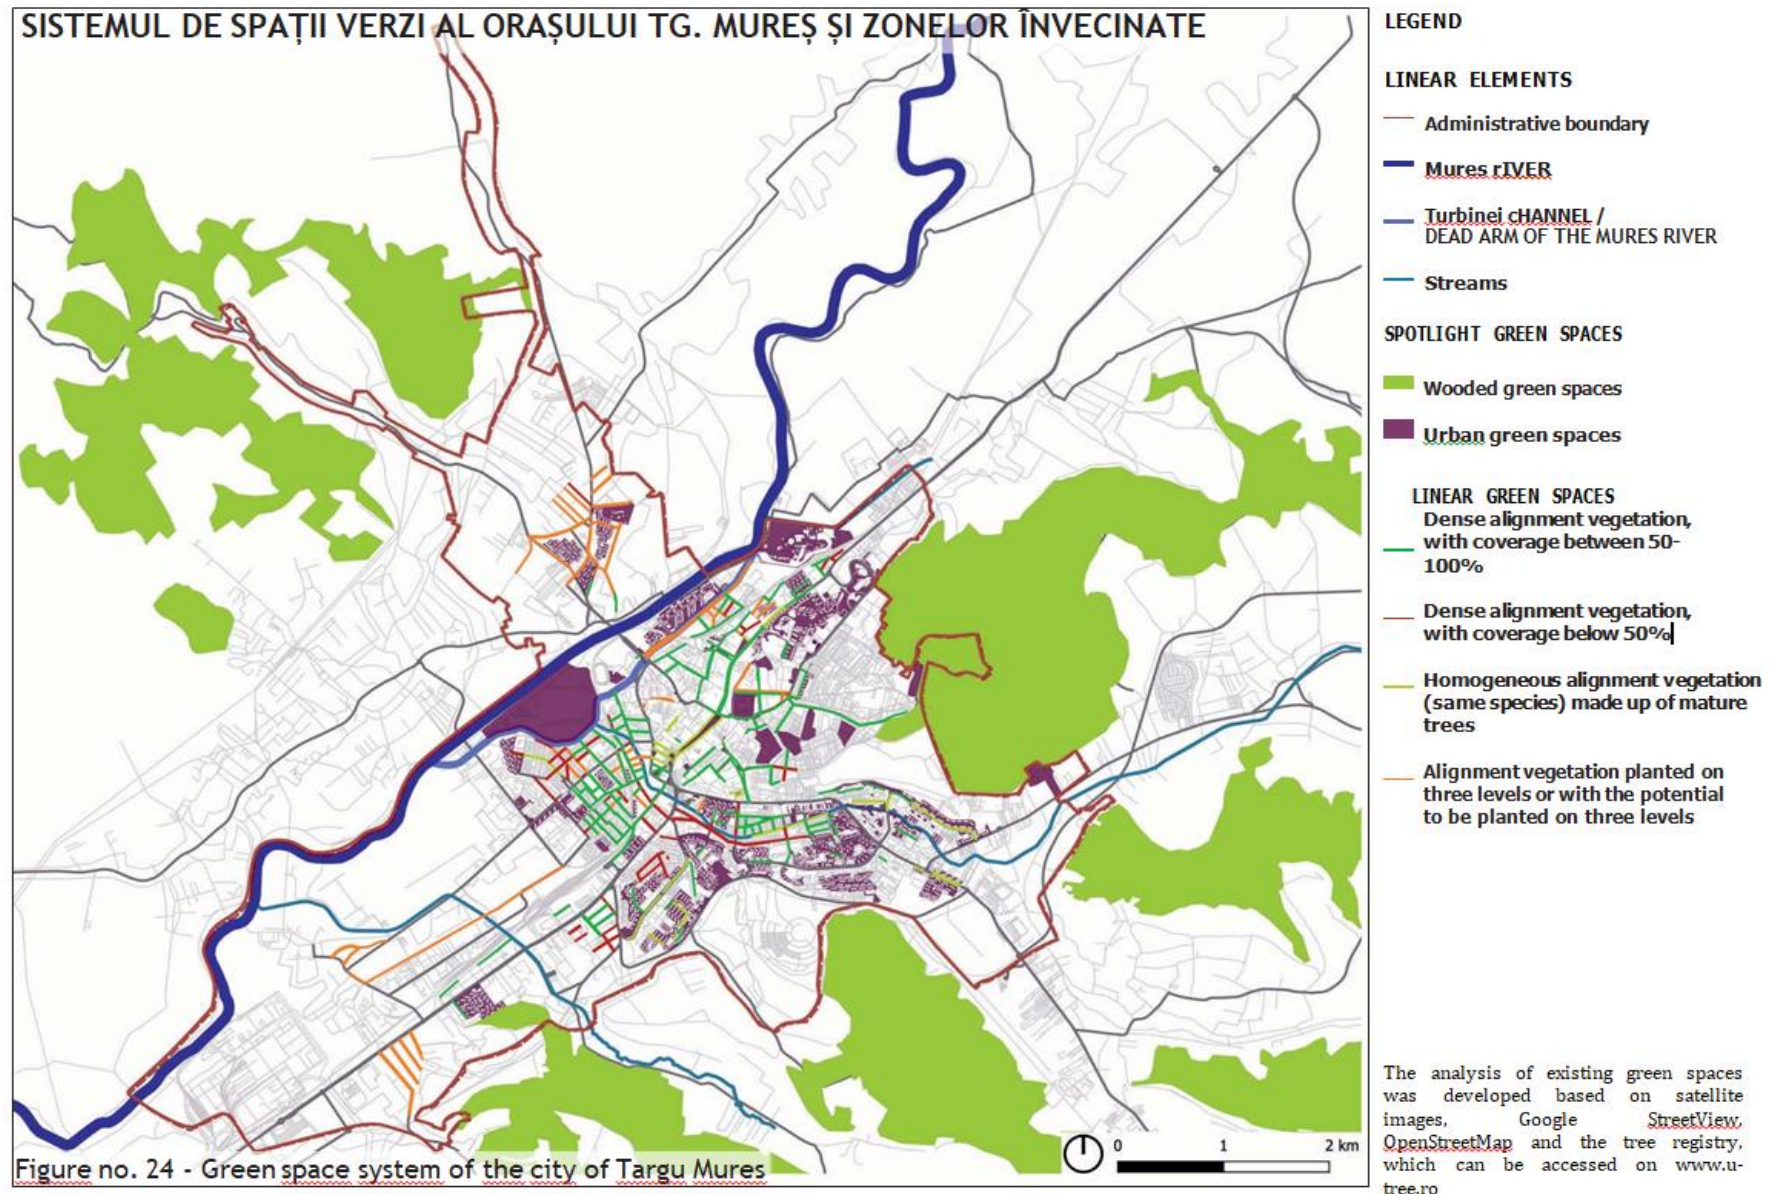 SISTEMUL DE SPAȚII VERZI AL ORAȘULUI TG. MUREȘ ȘI ZONELOR ÎNVECINATE
LEGEND
LINEAR ELEMENTS
Administrative boundary
Mures rIVER
Turbinei cHANNEL /
DEAD ARM OF THE MURES RIVER
Streams
SPOTLIGHT GREEN SPACES
Wooded green spaces
Urban green spaces
LINEAR GREEN SPACES
Dense alignment vegetation,
with coverage between 50-
100%
Dense alignment vegetation,
with coverage below 50%
Homogeneous alignment vegetation
(same species) made up of mature
trees
Alignment vegetation planted on
three levels or with the potential
to be planted on three levels
The analysis of existing green spaces
was developed based on satellite
images, Google StreetView,
OpenStreetMap and the tree registry,
which can be accessed on www.u-
tree.ro
0 1 2 km
Figure no. 24 - Green space system of the city of Targu Mures